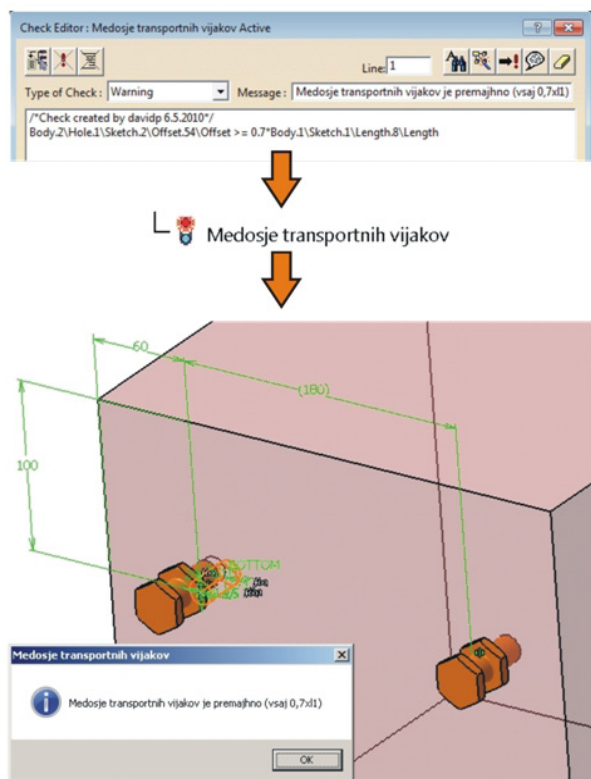 Check Editor : Medosje transportnih vijakov Active
Line: 1
Type of Check : Warning Message : Medosje transportnih vijakov je premajhno (vsaj 0,7xl1)
/*Check created by davidp 6.5.2010*/
Body.2\Hole.1\Sketch.2\Offset.54\Offset >= 0.7*Body.1\Sketch.1\Length.8\Length
Medosje transportnih vijakov
60
(180)
100
BOTTOM
Medosje transportnih vijakov
Medosje transportnih vijakov je premajhno (vsaj 0,7xl1)
OK